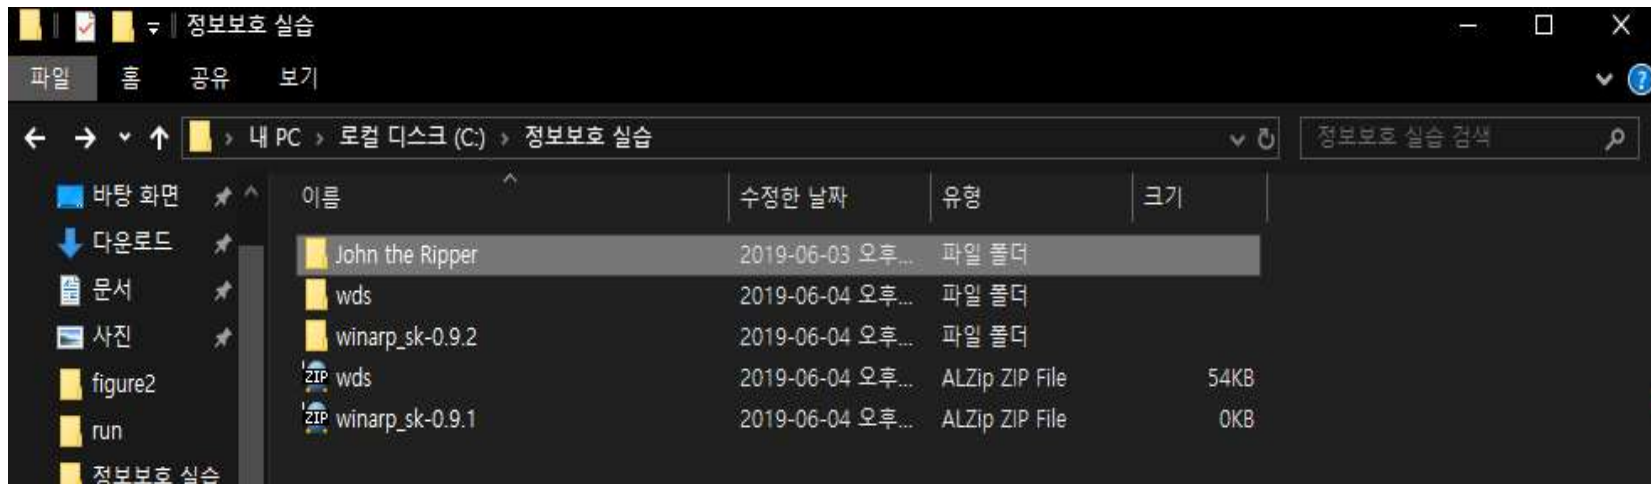 정보보호 실습
파일 홈 공유 보기
내 PC › 로컬 디스크 (C:) › 정보보호 실습 정보보호 실습 검색
바탕 화면
다운로드
문서
사진
figure2
run
정보보호 실습
이름 수정한 날짜 유형 크기
John the Ripper 2019-06-03 오후... 파일 폴더
wds 2019-06-04 오후... 파일 폴더
winarp_sk-0.9.2 2019-06-04 오후... 파일 폴더
ZIP wds 2019-06-04 오후... ALZip ZIP File 54KB
ZIP winarp_sk-0.9.1 2019-06-04 오후... ALZip ZIP File 0KB